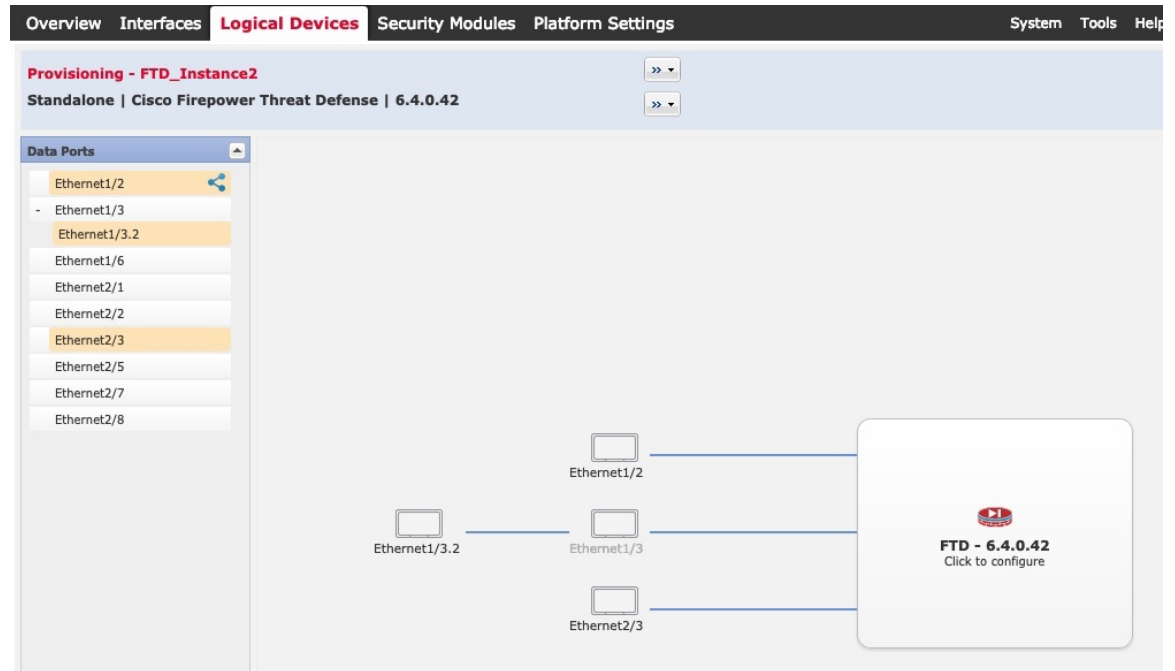 Overview Interfaces Logical Devices Security Modules Platform Settings System Tools Help
Provisioning - FTD_Instance2
Standalone | Cisco Firepower Threat Defense | 6.4.0.42
Data Ports
Ethernet1/2
- Ethernet1/3
Ethernet1/3.2
Ethernet1/6
Ethernet2/1
Ethernet2/2
Ethernet2/3
Ethernet2/5
Ethernet2/7
Ethernet2/8
Ethernet1/2
Ethernet1/3.2
Ethernet1/3
Ethernet2/3
FTD - 6.4.0.42
Click to configure